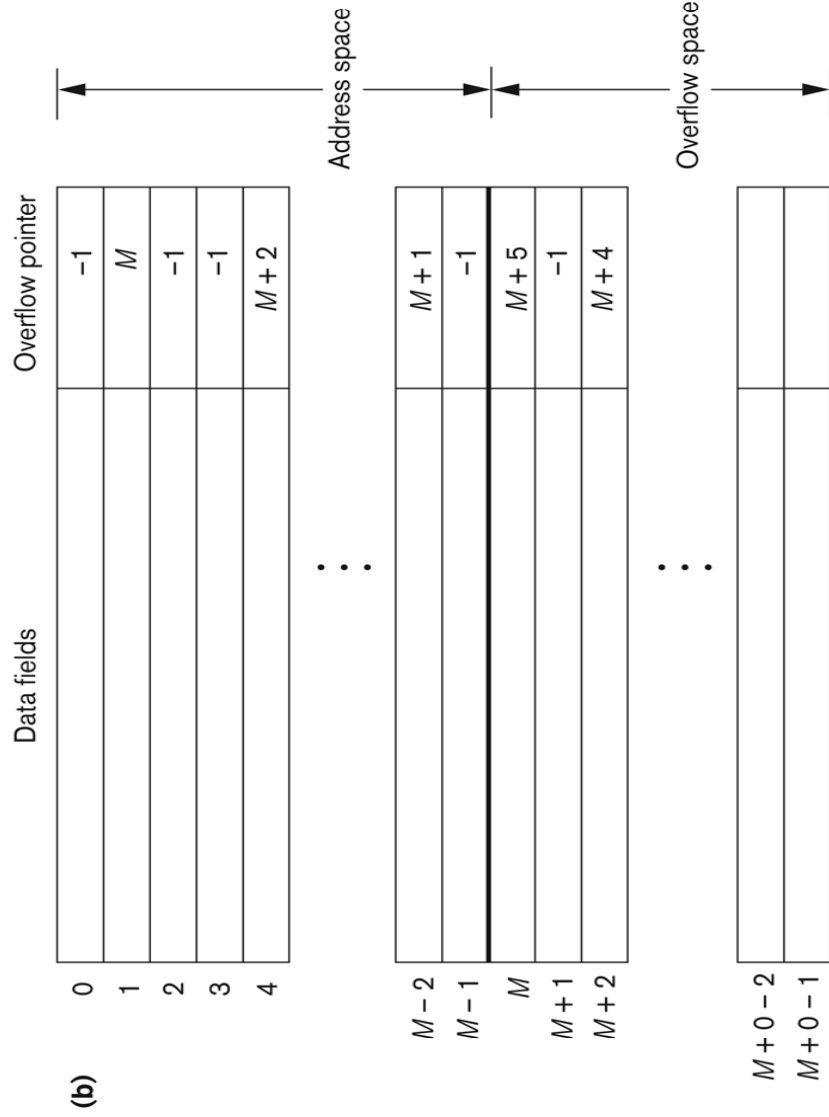 (b)
Data fields Overflow pointer
0 −1
1 M
2 −1
3 −1
4 M + 2
Address space
M − 2 M + 1
M − 1 −1
M M + 5
M + 1 −1
M + 2 M + 4
Overflow space
M + 0 − 2
M + 0 − 1